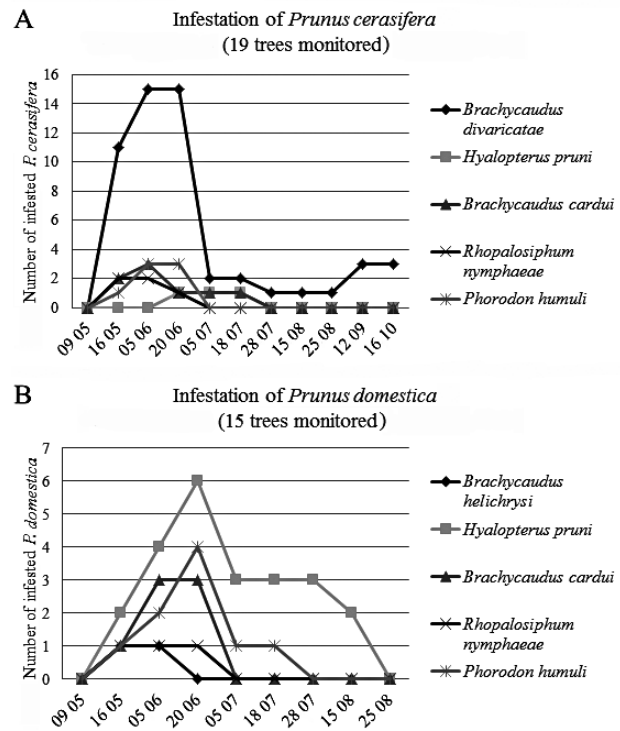 A
Infestation of Prunus cerasifera
(19 trees monitored)
Number of infested P. cerasifera
16
14
12
10
8
6
4
2
0
09 05
16 05
05 06
20 06
05 07
18 07
28 07
15 08
25 08
12 09
16 10
Brachycaudus
divaricatae
Hyalopterus pruni
Brachycaudus cardui
Rhopalosiphum
nymphaeae
Phorodon humuli
B
Infestation of Prunus domestica
(15 trees monitored)
Number of infested P. domestica
7
6
5
4
3
2
1
0
09 05
16 05
05 06
20 06
05 07
18 07
28 07
15 08
25 08
Brachycaudus
helichrysi
Hyalopterus pruni
Brachycaudus cardui
Rhopalosiphum
nymphaeae
Phorodon humuli